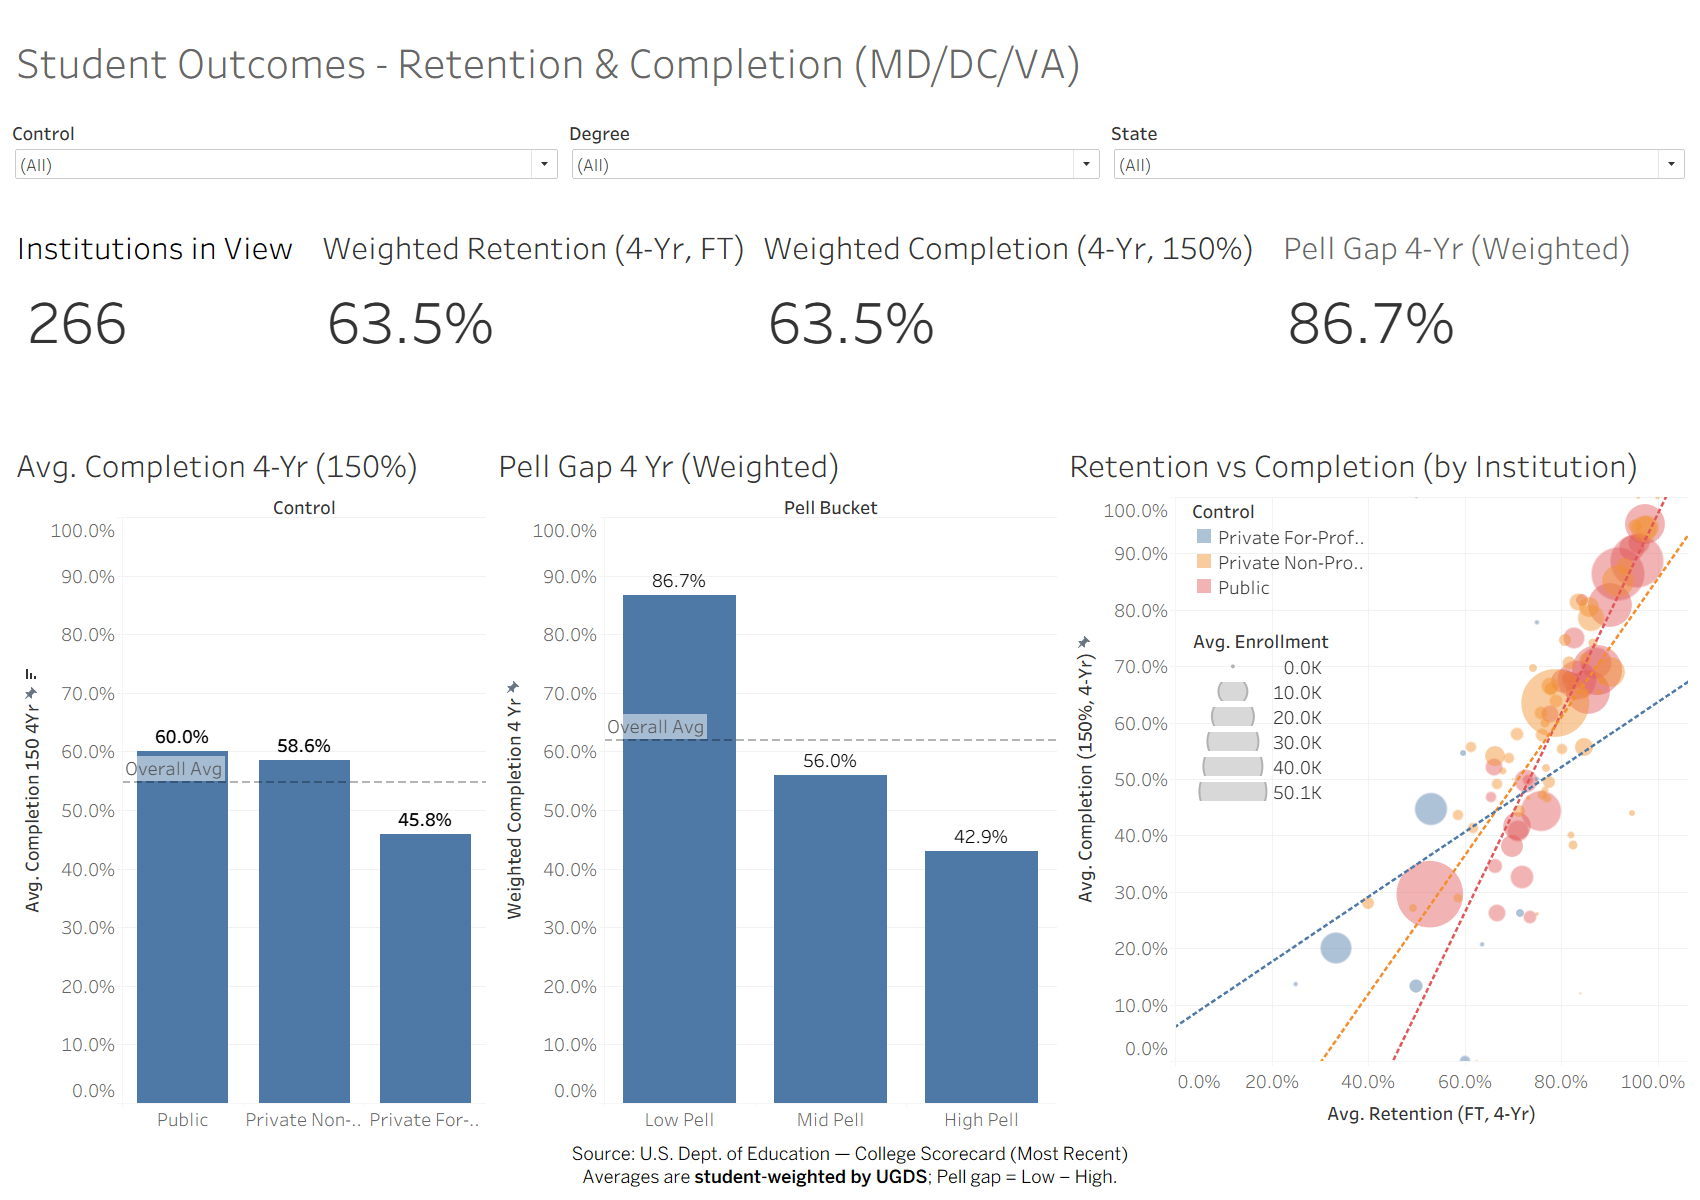 Student Outcomes - Retention & Completion (MD/DC/VA)
Control
(All)
Degree
(All)
State
(All)
Institutions in View
266
Weighted Retention (4-Yr, FT)
63.5%
Weighted Completion (4-Yr, 150%)
63.5%
Pell Gap 4-Yr (Weighted)
86.7%
Avg. Completion 4-Yr (150%)
Control
Avg. Completion 150 4Yr
100.0%
90.0%
80.0%
70.0%
60.0%
50.0%
40.0%
30.0%
20.0%
10.0%
0.0%
60.0%
58.6%
45.8%
Overall Avg
Public
Private Non-..
Private For-..
Pell Gap 4 Yr (Weighted)
Pell Bucket
Weighted Completion 4 Yr
100.0%
90.0%
80.0%
70.0%
60.0%
50.0%
40.0%
30.0%
20.0%
10.0%
0.0%
86.7%
Overall Avg
56.0%
42.9%
Low Pell
Mid Pell
High Pell
Retention vs Completion (by Institution)
Avg. Completion (150%, 4-Yr)
100.0%
90.0%
80.0%
70.0%
60.0%
50.0%
40.0%
30.0%
20.0%
10.0%
0.0%
Control
Private For-Prof..
Private Non-Pro..
Public
Avg. Enrollment
0.0K
10.0K
20.0K
30.0K
40.0K
50.1K
0.0%
20.0%
40.0%
60.0%
80.0%
100.0%
Avg. Retention (FT, 4-Yr)
Source: U.S. Dept. of Education — College Scorecard (Most Recent)
Averages are student-weighted by UGDS; Pell gap = Low – High.